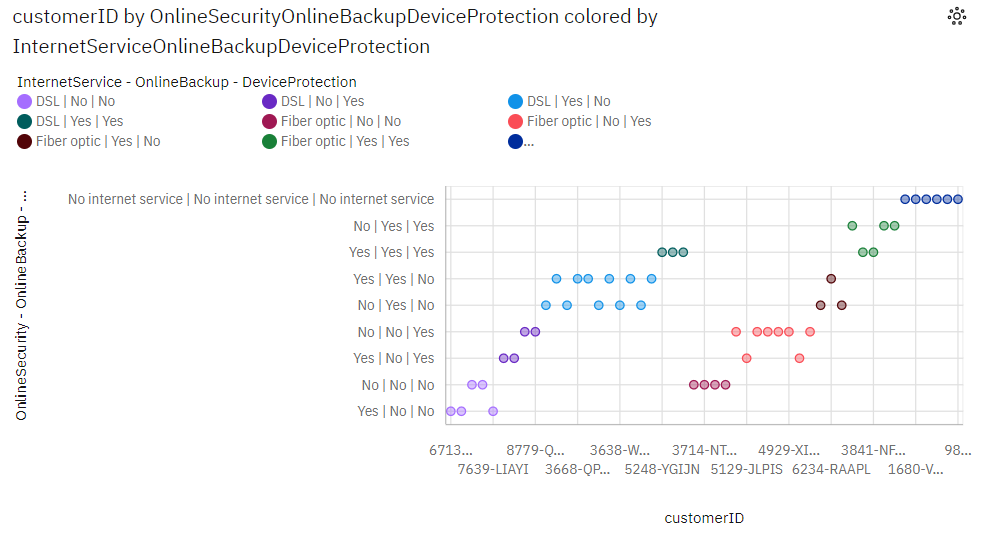 customerID by OnlineSecurityOnlineBackupDeviceProtection colored by
InternetServiceOnlineBackupDeviceProtection
InternetService - OnlineBackup - DeviceProtection
DSL | No | No
DSL | No | Yes
DSL | Yes | No
DSL | Yes | Yes
Fiber optic | No | No
Fiber optic | No | Yes
Fiber optic | Yes | No
Fiber optic | Yes | Yes
...
OnlineSecurity - OnlineBackup - ...
No internet service | No internet service | No internet service
No | Yes | Yes
Yes | Yes | Yes
Yes | Yes | No
No | Yes | No
No | No | Yes
Yes | No | Yes
No | No | No
Yes | No | No
6713... 8779-Q... 3638-W... 3714-NT... 4929-XI... 3841-NF... 98...
7639-LIAYI 3668-QP... 5248-YGIJN 5129-JLPIS 6234-RAAPL 1680-V...
customerID